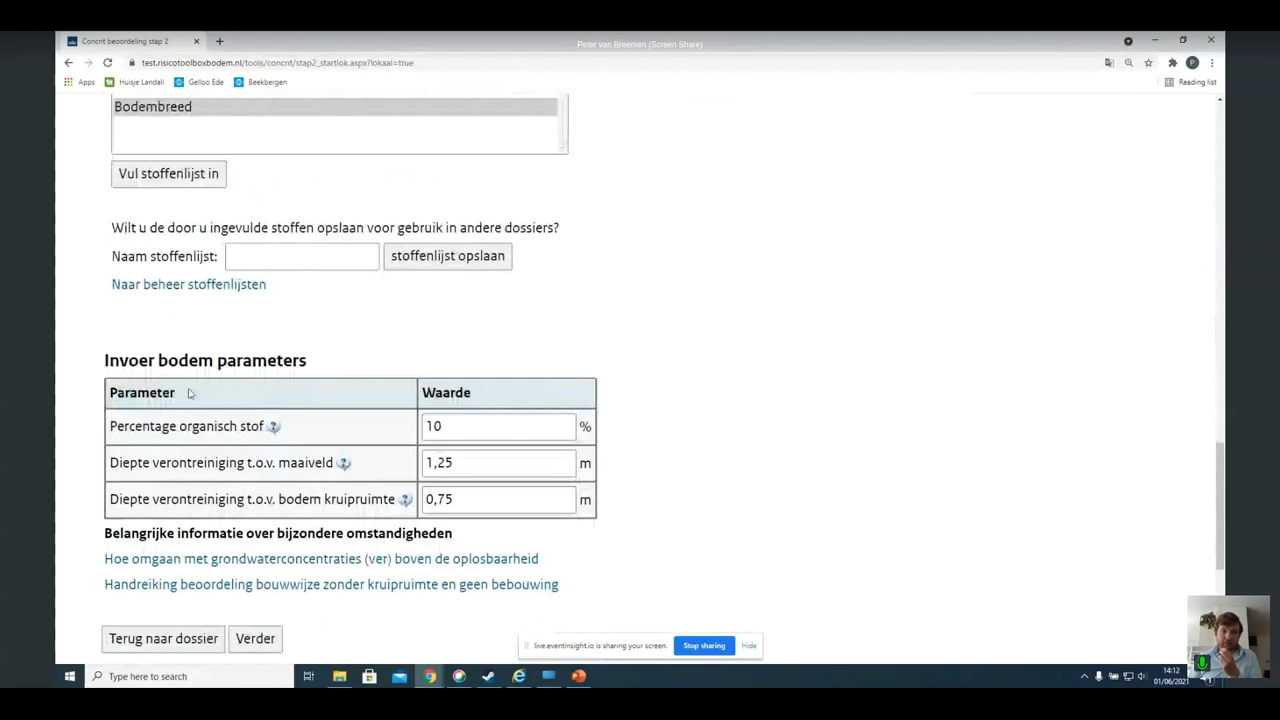 Concnt beoordeling stap 2
Peter van Breemen (Screen Share)
test.risicotoolboxbodem.nl/tools/concnt/stap2_startlok.aspx?lokaal=true
P
Apps
Huisje Landall
Gelloo Ede
Beekbergen
Reading list
Bodembreed
Vul stoffenlijst in
Wilt u de door u ingevulde stoffen opslaan voor gebruik in andere dossiers?
Naam stoffenlijst:
stoffenlijst opslaan
Naar beheer stoffenlijsten
Invoer bodem parameters
Parameter Waarde
Percentage organisch stof 10 %
Diepte verontreiniging t.o.v. maaiveld 1,25 m
Diepte verontreiniging t.o.v. bodem kruipruimte 0,75 m
Belangrijke informatie over bijzondere omstandigheden
Hoe omgaan met grondwaterconcentraties (ver) boven de oplosbaarheid
Handreiking beoordeling bouwwijze zonder kruipruimte en geen bebouwing
Terug naar dossier Verder
live.eventinsight.io is sharing your screen. Stop sharing Hide
Type here to search
14:12
01/06/2021